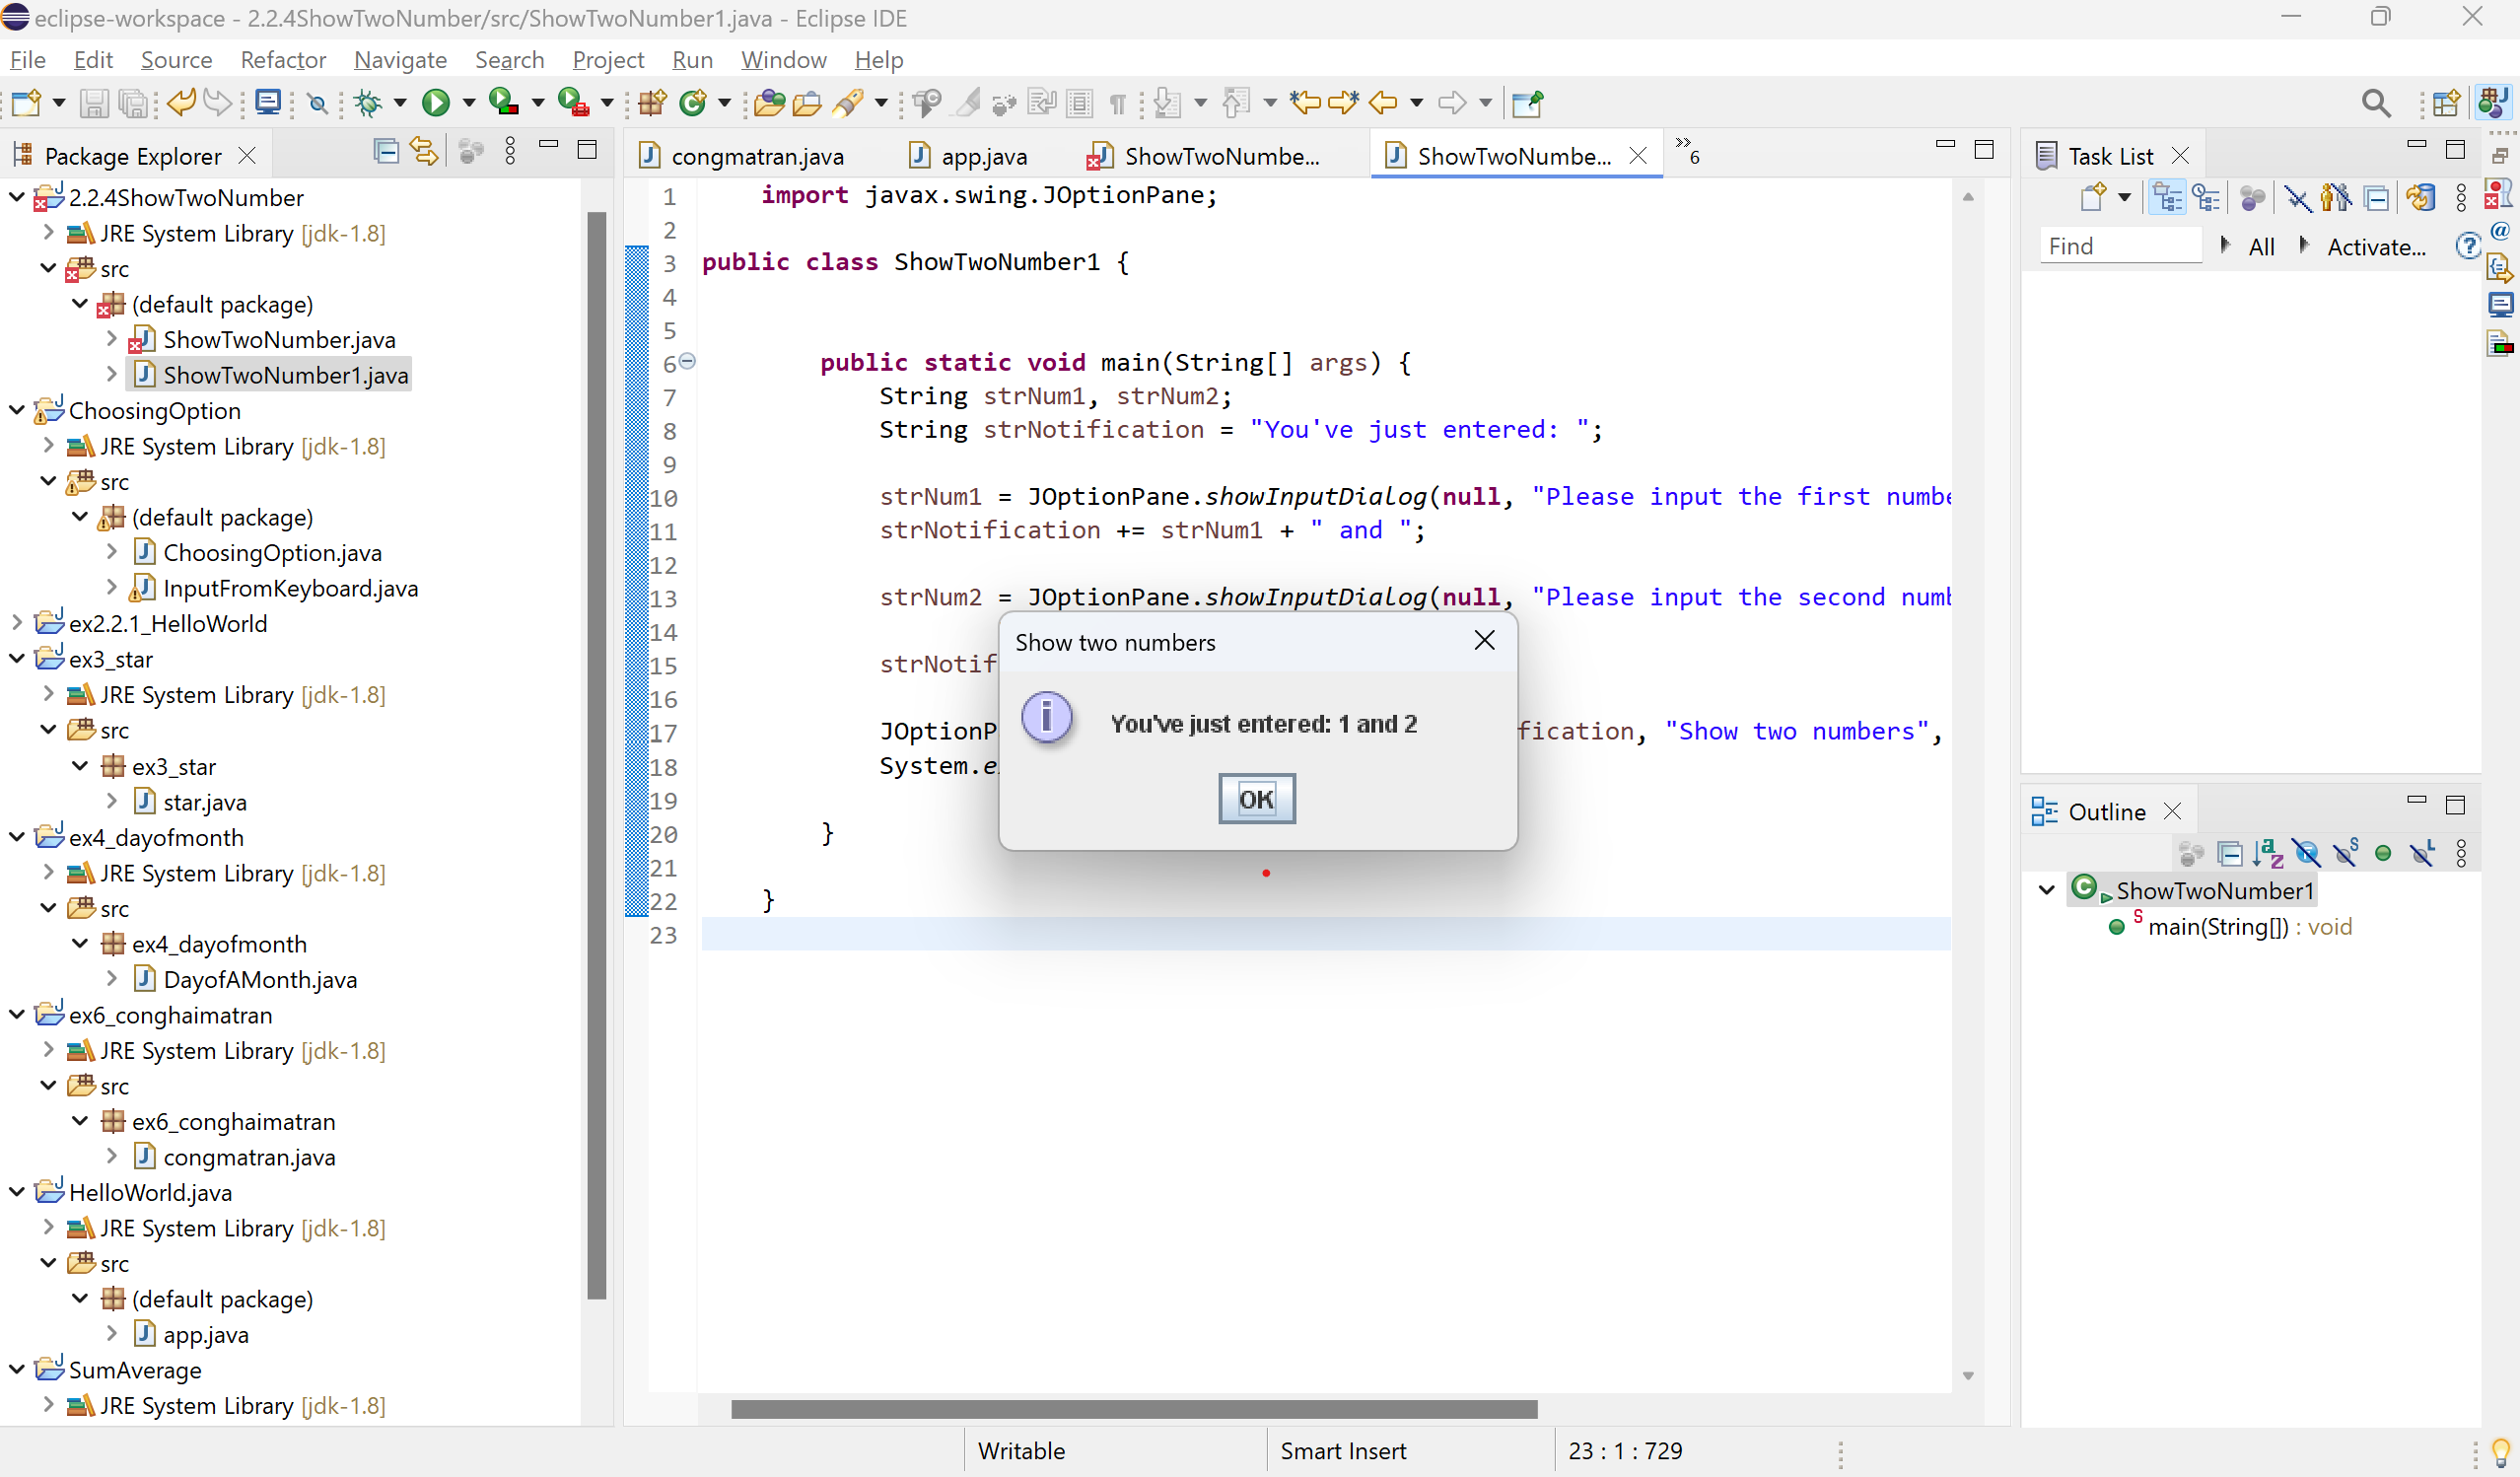 eclipse-workspace - 2.2.4ShowTwoNumber/src/ShowTwoNumber1.java - Eclipse IDE
File Edit Source Refactor Navigate Search Project Run Window Help
Package Explorer
2.2.4ShowTwoNumber
JRE System Library [jdk-1.8]
src
(default package)
ShowTwoNumber.java
ShowTwoNumber1.java
ChoosingOption
JRE System Library [jdk-1.8]
src
(default package)
ChoosingOption.java
InputFromKeyboard.java
ex2.2.1_HelloWorld
ex3_star
JRE System Library [jdk-1.8]
src
ex3_star
star.java
ex4_dayofmonth
JRE System Library [jdk-1.8]
src
ex4_dayofmonth
DayofAMonth.java
ex6_conghaimatran
JRE System Library [jdk-1.8]
src
ex6_conghaimatran
congmatran.java
HelloWorld.java
JRE System Library [jdk-1.8]
src
(default package)
app.java
SumAverage
JRE System Library [jdk-1.8]
congmatran.java app.java ShowTwoNumbe... ShowTwoNumbe... »6
1 import javax.swing.JOptionPane;
2
3 public class ShowTwoNumber1 {
4
5
6 public static void main(String[] args) {
7 String strNum1, strNum2;
8 String strNotification = "You've just entered: ";
9
10 strNum1 = JOptionPane.showInputDialog(null, "Please input the first numbe
11 strNotification += strNum1 + " and ";
12
13 strNum2 = JOptionPane.showInputDialog(null, "Please input the second numb
14
15 strNotif
16
17 JOptionP fication, "Show two numbers",
18 System.e
19
20 }
21
22 }
23
Show two numbers
You've just entered: 1 and 2
OK
Task List
Find All Activate...
Outline
ShowTwoNumber1
main(String[]) : void
Writable Smart Insert 23 : 1 : 729